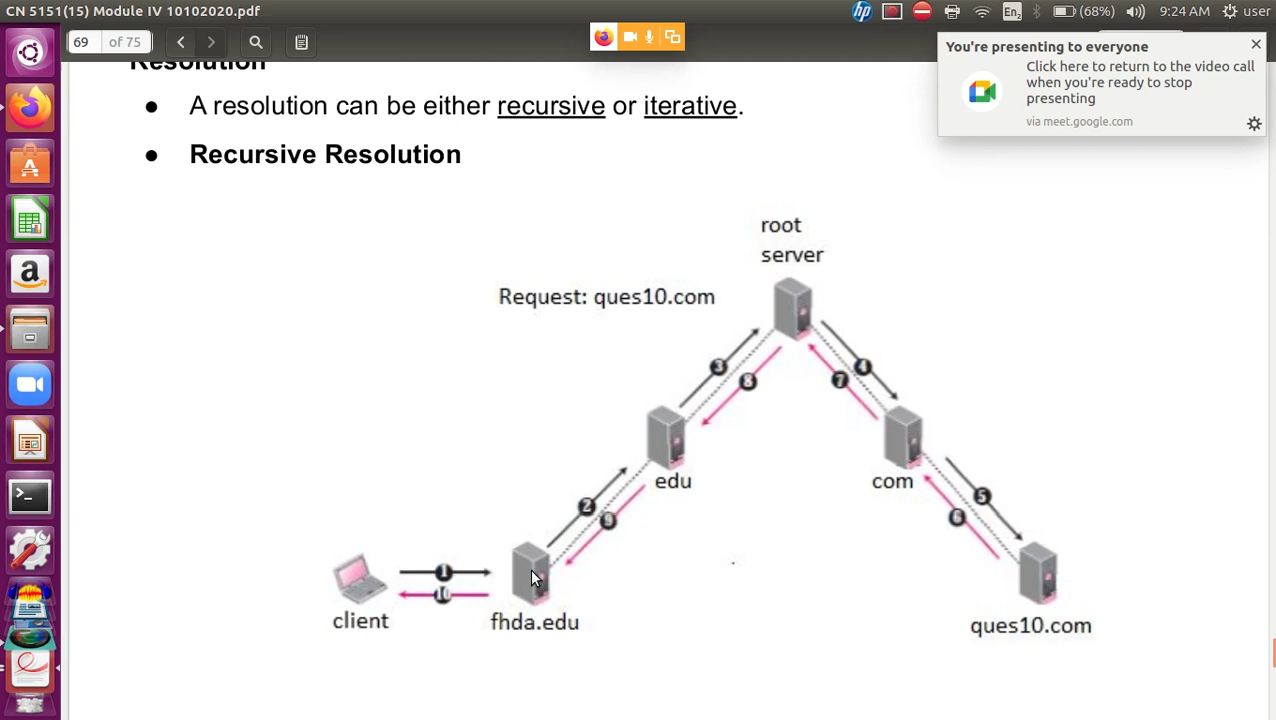 CN 5151(15) Module IV 10102020.pdf
hp
En₂
(68%)
9:24 AM
user
69 of 75
You're presenting to everyone
Click here to return to the video call
when you're ready to stop
presenting
via meet.google.com
Resolution
● A resolution can be either recursive or iterative.
● Recursive Resolution
root
server
Request: ques10.com
3
8
4
7
edu
com
2
9
5
6
1
10
client
fhda.edu
ques10.com